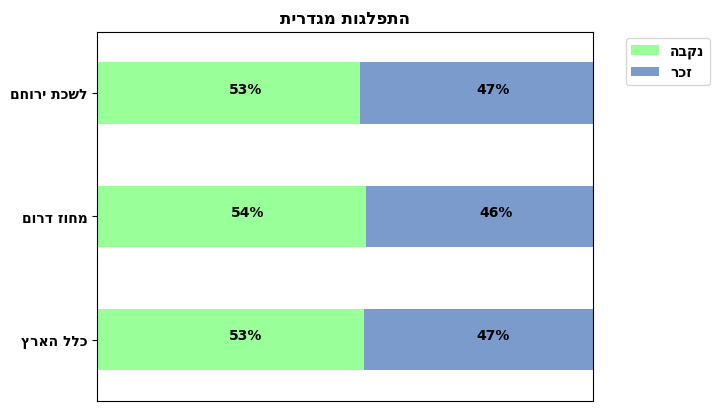 התפלגות מגדרית
נקבה
זכר
לשכת ירוחם
53%
47%
מחוז דרום
54%
46%
כלל הארץ
53%
47%